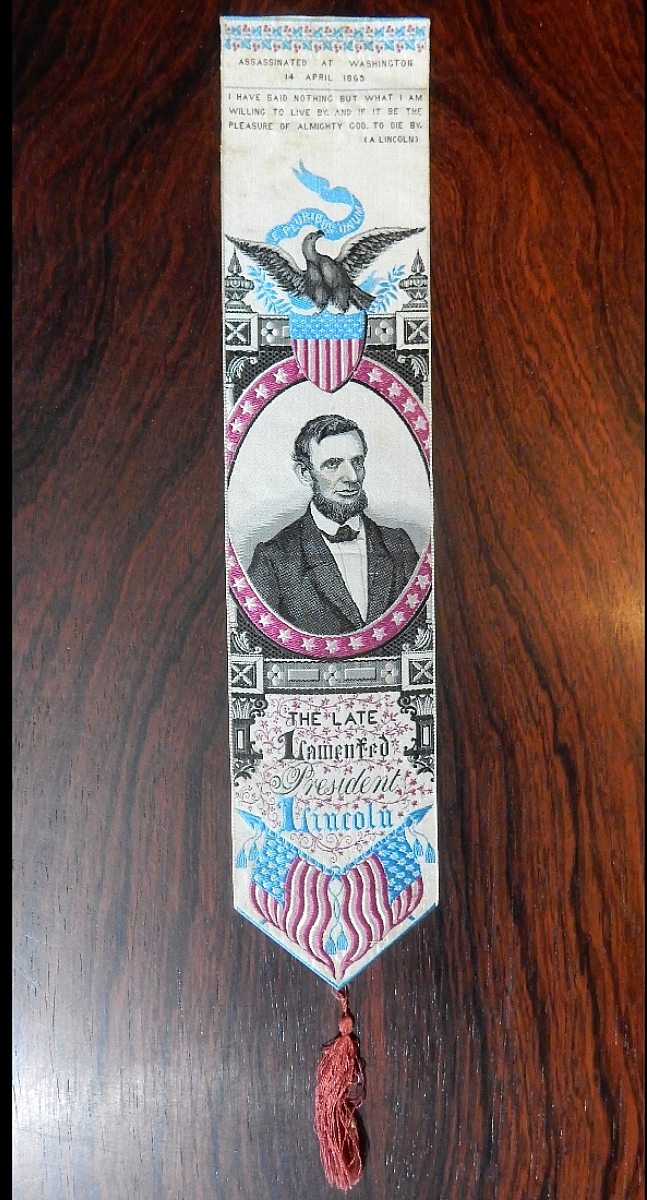 ASSASSINATED AT WASHINGTON
14 APRIL 1865
I HAVE SAID NOTHING BUT WHAT I AM
WILLING TO LIVE BY, AND IF IT BE THE
PLEASURE OF ALMIGHTY GOD, TO DIE BY.
(A LINCOLN)
E PLURIBUS UNUM
THE LATE
Lamented
President
Lincoln